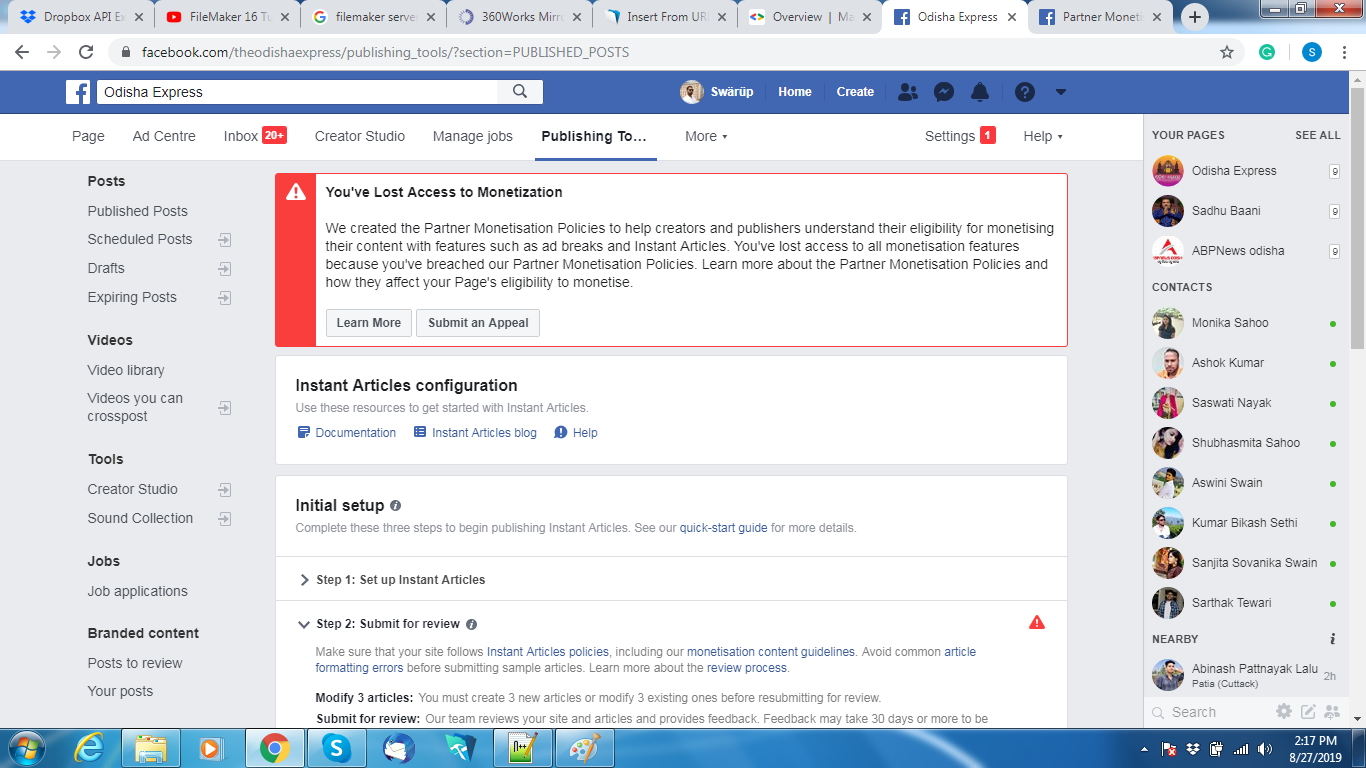 Dropbox API Ex
FileMaker 16 Tu
filemaker server
360Works Mirro
Insert From URL
Overview | Ma
Odisha Express
Partner Moneti
facebook.com/theodishaexpress/publishing_tools/?section=PUBLISHED_POSTS
S
Odisha Express
Swärüp
Home
Create
Page
Ad Centre
Inbox 20+
Creator Studio
Manage jobs
Publishing To...
More
Settings 1
Help
Posts
Published Posts
Scheduled Posts
Drafts
Expiring Posts
Videos
Video library
Videos you can
crosspost
Tools
Creator Studio
Sound Collection
Jobs
Job applications
Branded content
Posts to review
Your posts
You've Lost Access to Monetization
We created the Partner Monetisation Policies to help creators and publishers understand their eligibility for monetising
their content with features such as ad breaks and Instant Articles. You've lost access to all monetisation features
because you've breached our Partner Monetisation Policies. Learn more about the Partner Monetisation Policies and
how they affect your Page's eligibility to monetise.
Learn More
Submit an Appeal
Instant Articles configuration
Use these resources to get started with Instant Articles.
Documentation
Instant Articles blog
Help
Initial setup
Complete these three steps to begin publishing Instant Articles. See our quick-start guide for more details.
Step 1: Set up Instant Articles
Step 2: Submit for review
Make sure that your site follows Instant Articles policies, including our monetisation content guidelines. Avoid common article
formatting errors before submitting sample articles. Learn more about the review process.
Modify 3 articles: You must create 3 new articles or modify 3 existing ones before resubmitting for review.
Submit for review: Our team reviews your site and articles and provides feedback. Feedback may take 30 days or more to be
YOUR PAGES
SEE ALL
Odisha Express 9
Sadhu Baani 9
ABPNews odisha 9
CONTACTS
Monika Sahoo
Ashok Kumar
Saswati Nayak
Shubhasmita Sahoo
Aswini Swain
Kumar Bikash Sethi
Sanjita Sovanika Swain
Sarthak Tewari
NEARBY
Abinash Pattnayak Lalu 2h
Patia (Cuttack)
Search
2:17 PM
8/27/2019